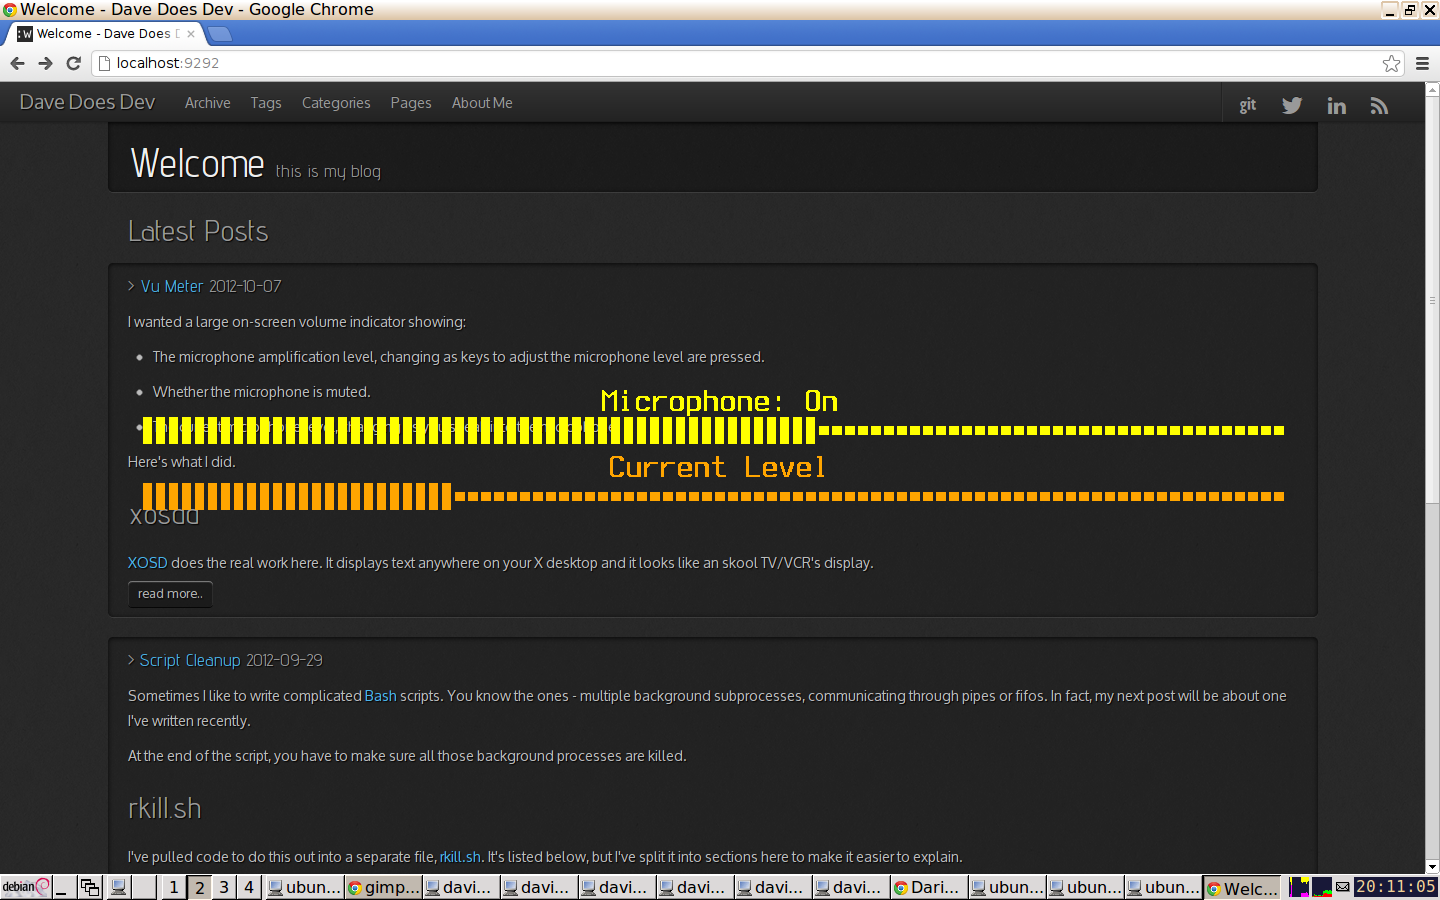 Welcome - Dave Does Dev - Google Chrome
:W Welcome - Dave Does D
localhost:9292
Dave Does Dev Archive Tags Categories Pages About Me git in
Welcome this is my blog
Latest Posts
> Vu Meter 2012-10-07
I wanted a large on-screen volume indicator showing:
• The microphone amplification level, changing as keys to adjust the microphone level are pressed.
• Whether the microphone is muted.
Microphone: On
Here's what I did.
Current Level
xosdd
XOSD does the real work here. It displays text anywhere on your X desktop and it looks like an skool TV/VCR's display.
read more..
> Script Cleanup 2012-09-29
Sometimes I like to write complicated Bash scripts. You know the ones - multiple background subprocesses, communicating through pipes or fifos. In fact, my next post will be about one
I've written recently.
At the end of the script, you have to make sure all those background processes are killed.
rkill.sh
I've pulled code to do this out into a separate file, rkill.sh. It's listed below, but I've split it into sections here to make it easier to explain.
debian 1 2 3 4 ubun... gimp... davi... davi... davi... davi... davi... davi... Dari... ubun... ubun... ubun... Welc... 20:11:05